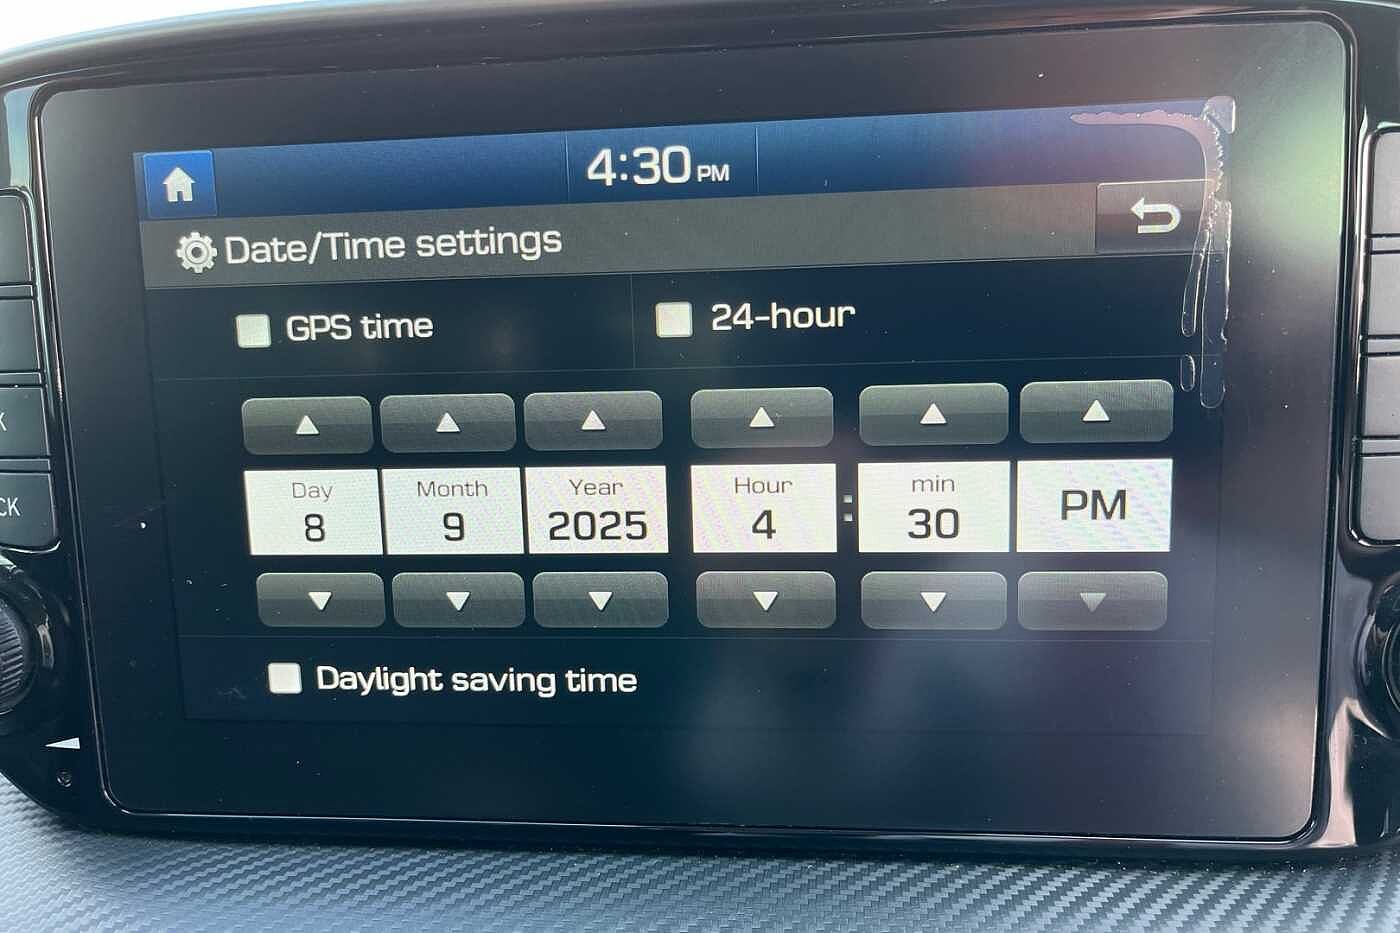 4:30 PM
Date/Time settings
GPS time
24-hour
Day
Month
Year
Hour
min
8
9
2025
4
:
30
PM
Daylight saving time